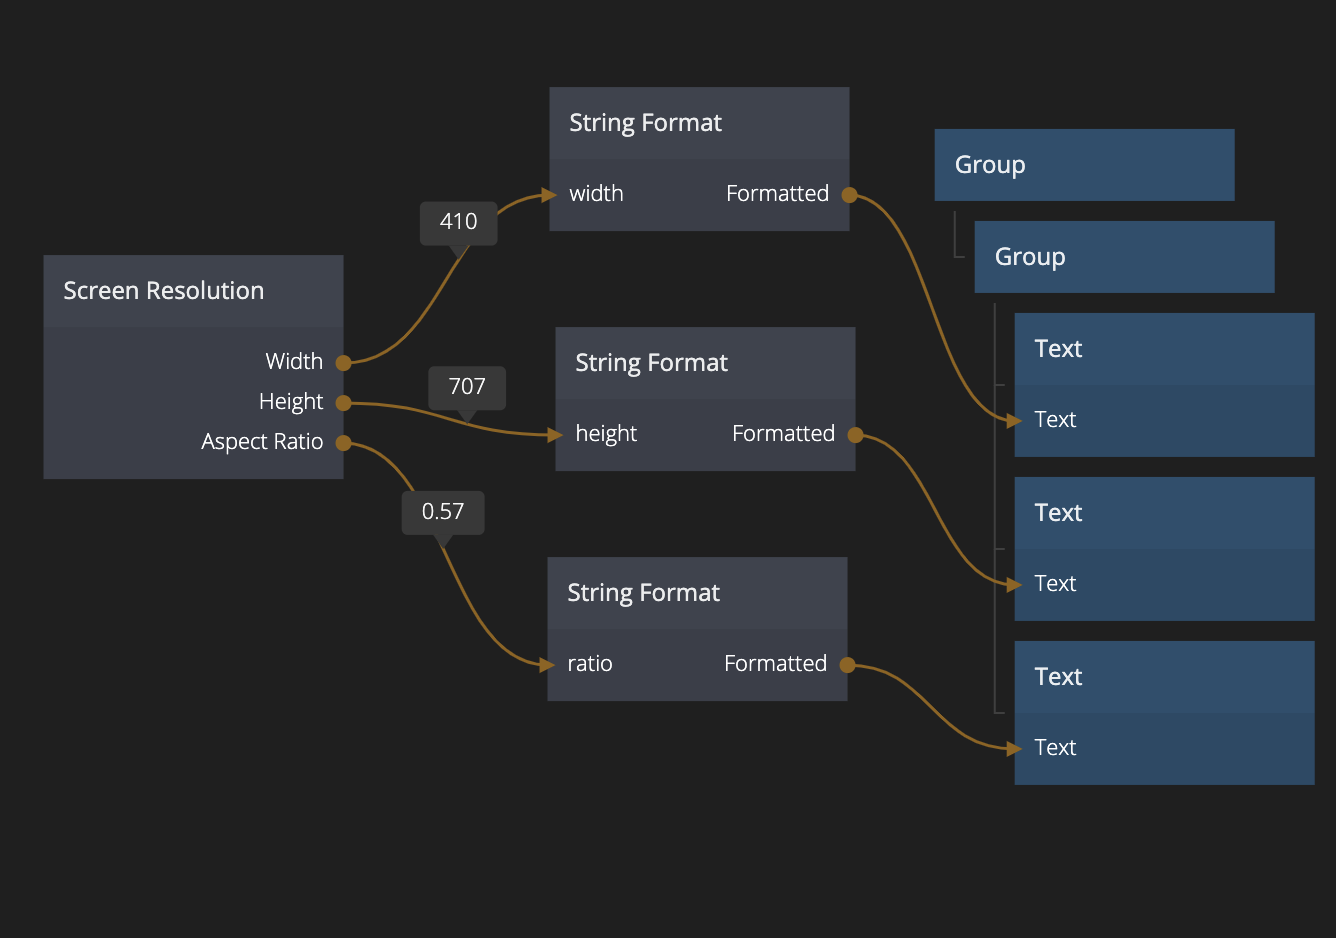 Screen Resolution
Width
Height
Aspect Ratio
410
707
0.57
String Format
width Formatted
String Format
height Formatted
String Format
ratio Formatted
Group
Group
Text
Text
Text
Text
Text
Text